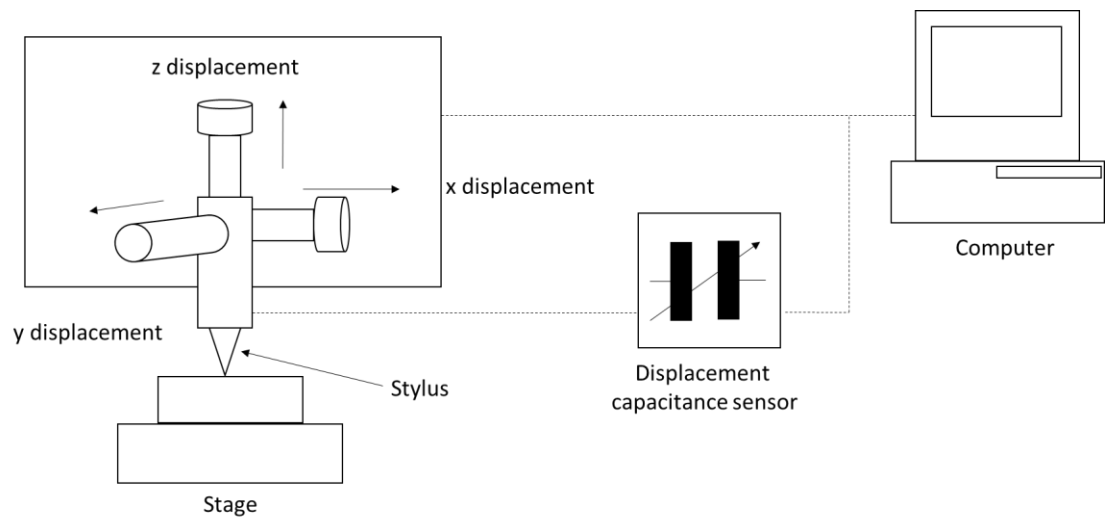 z displacement
x displacement
Computer
y displacement
Stylus
Displacement
capacitance sensor
Stage